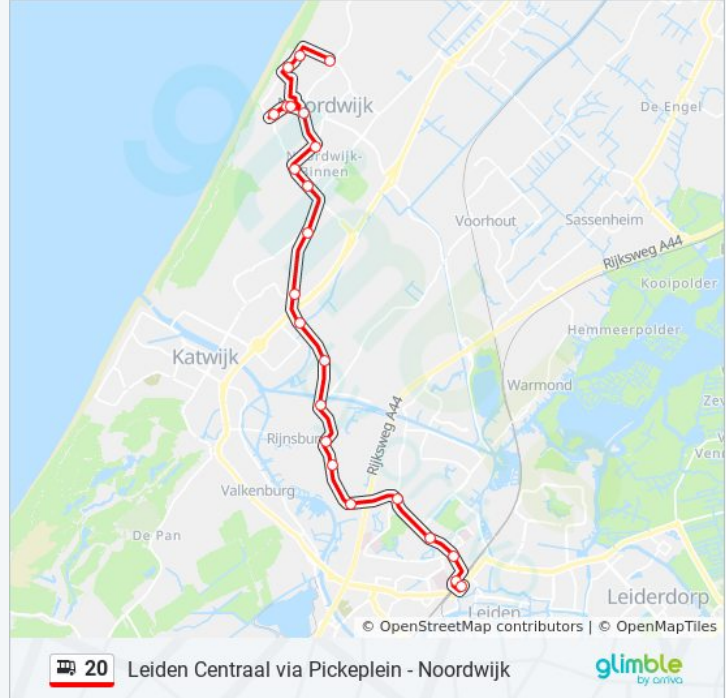 Noordwijk
De Engel
Noordwijk-
Binnen
Voorhout
Sassenheim
Rijksweg A44
Kooipolder
Hemmeerpolder
Katwijk
Warmond
Rijksweg A44
Rijnsburg
Valkenburg
De Pan
Leiderdorp
Leiden
© OpenStreetMap contributors | © OpenMapTiles
20 Leiden Centraal via Pickeplein - Noordwijk
glimble
by arriva